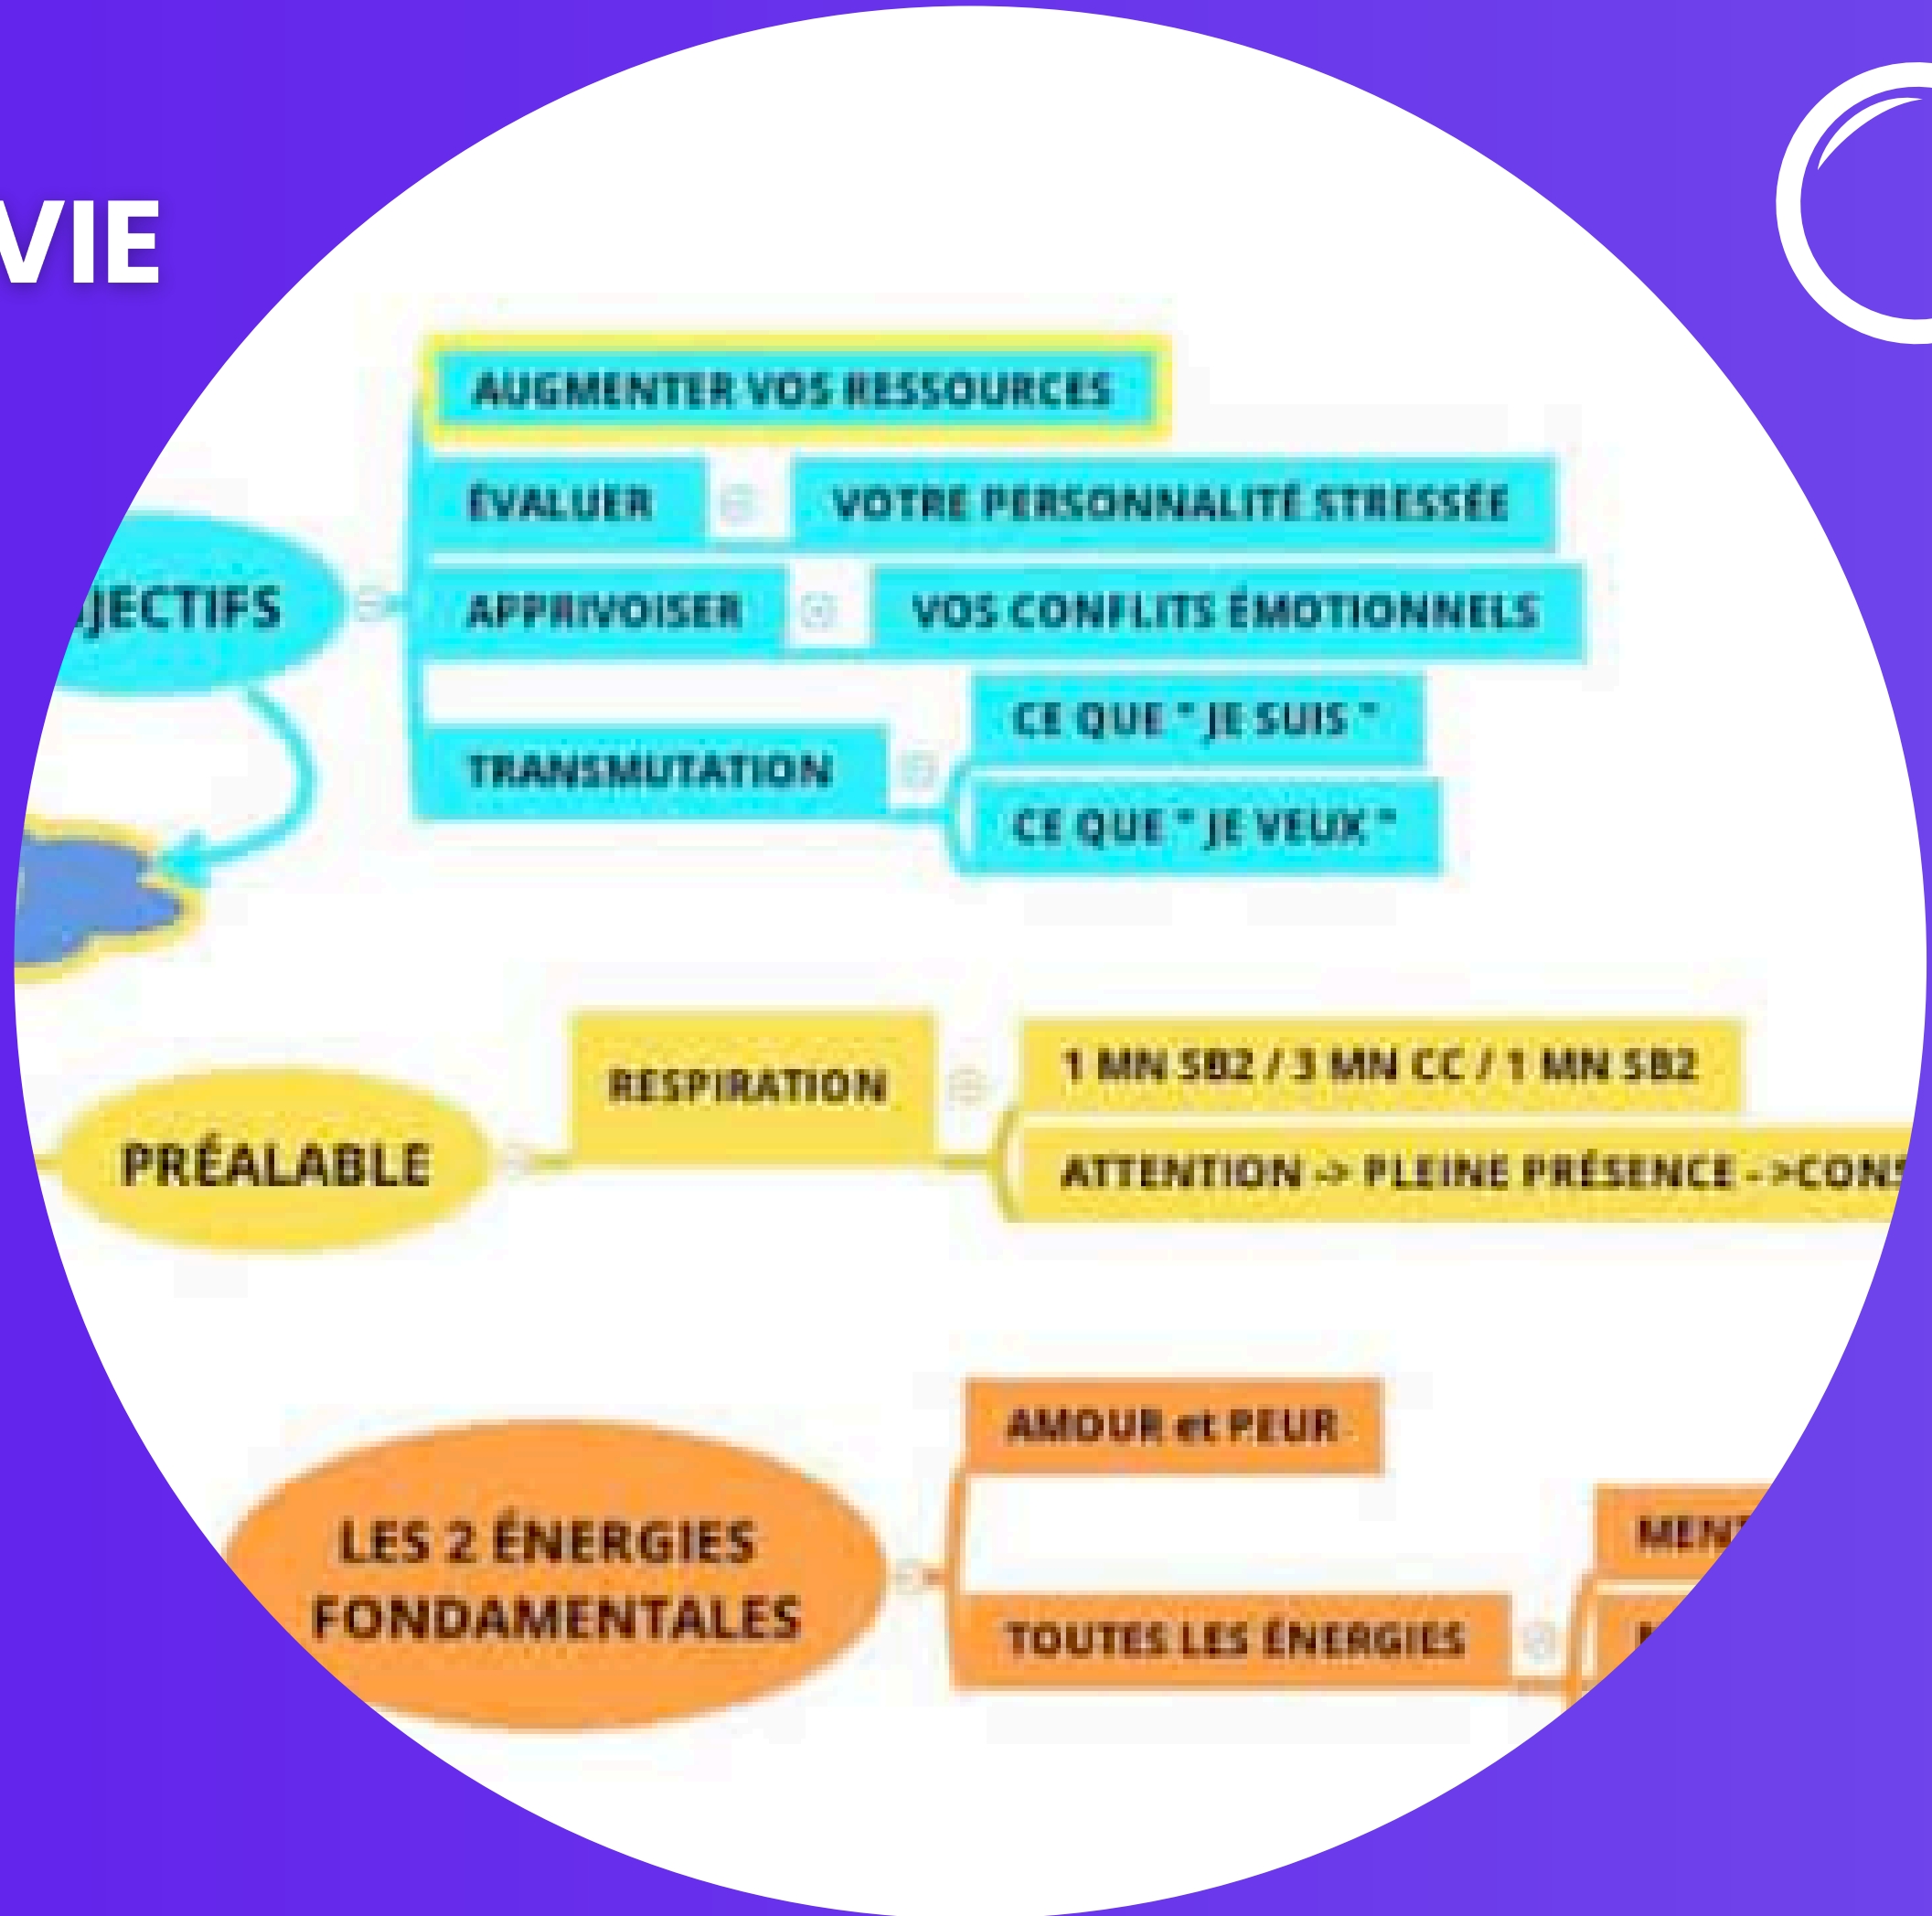 VIE
AUGMENTER VOS RESSOURCES
ÉVALUER
VOTRE PERSONNALITÉ STRESSÉE
JECTIFS
APPRIVOISER
VOS CONFLITS ÉMOTIONNELS
TRANSMUTATION
CE QUE " JE SUIS "
CE QUE " JE VEUX "
PRÉALABLE
RESPIRATION
1 MN SB2 / 3 MN CC / 1 MN SB2
ATTENTION -> PLEINE PRÉSENCE - >CONS
LES 2 ÉNERGIES
FONDAMENTALES
AMOUR et PEUR
TOUTES LES ÉNERGIES
MEN